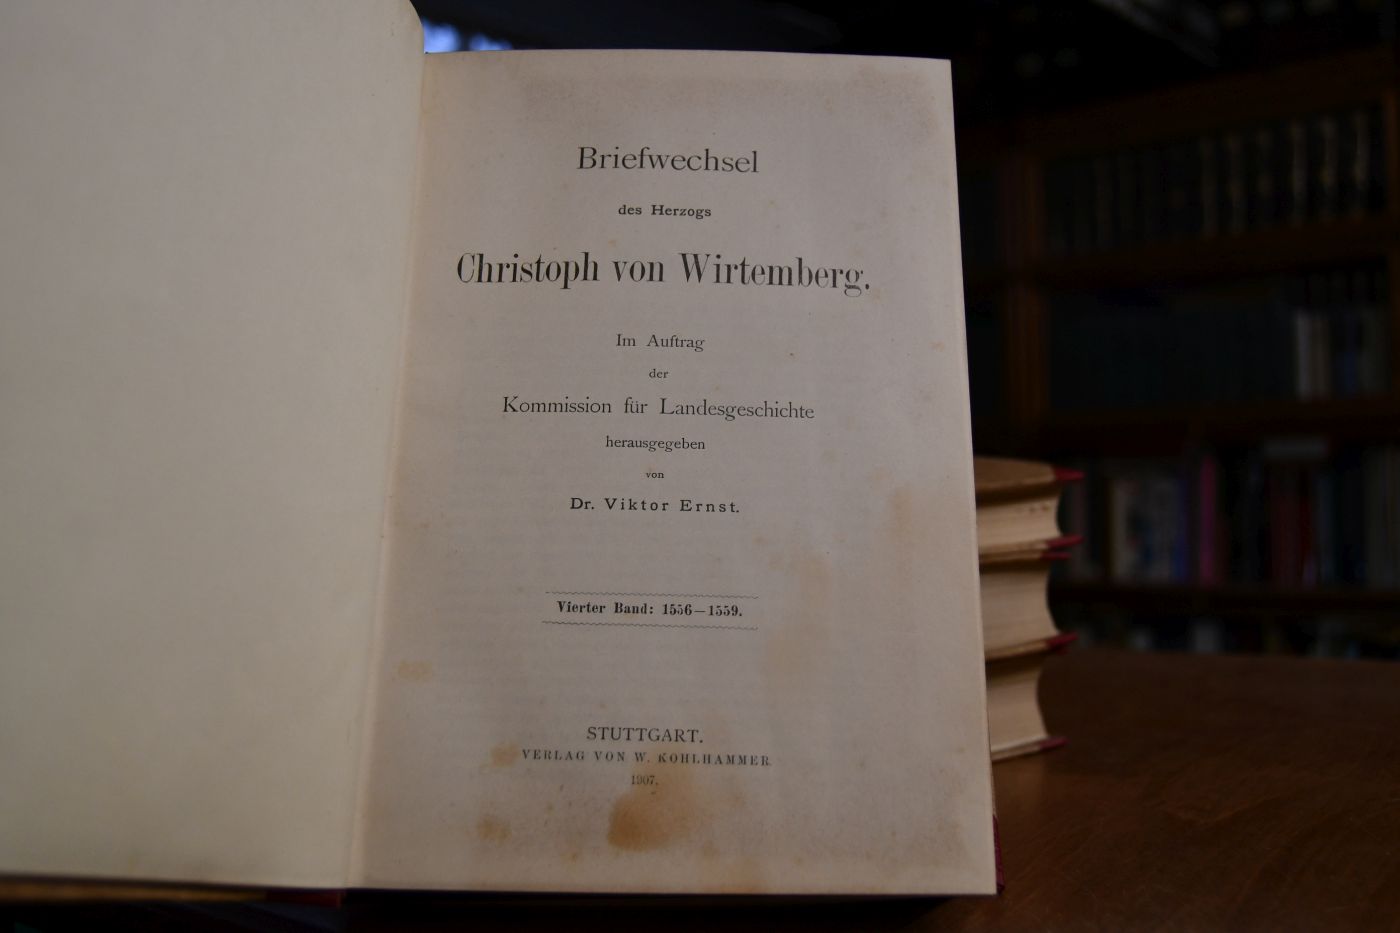 Briefwechsel
des Herzogs
Christoph von Wirtemberg.
Im Auftrag
der
Kommission für Landesgeschichte
herausgegeben
von
Dr. Viktor Ernst.
Vierter Band: 1556—1559.
STUTTGART.
VERLAG VON W. KOHLHAMMER
1907.